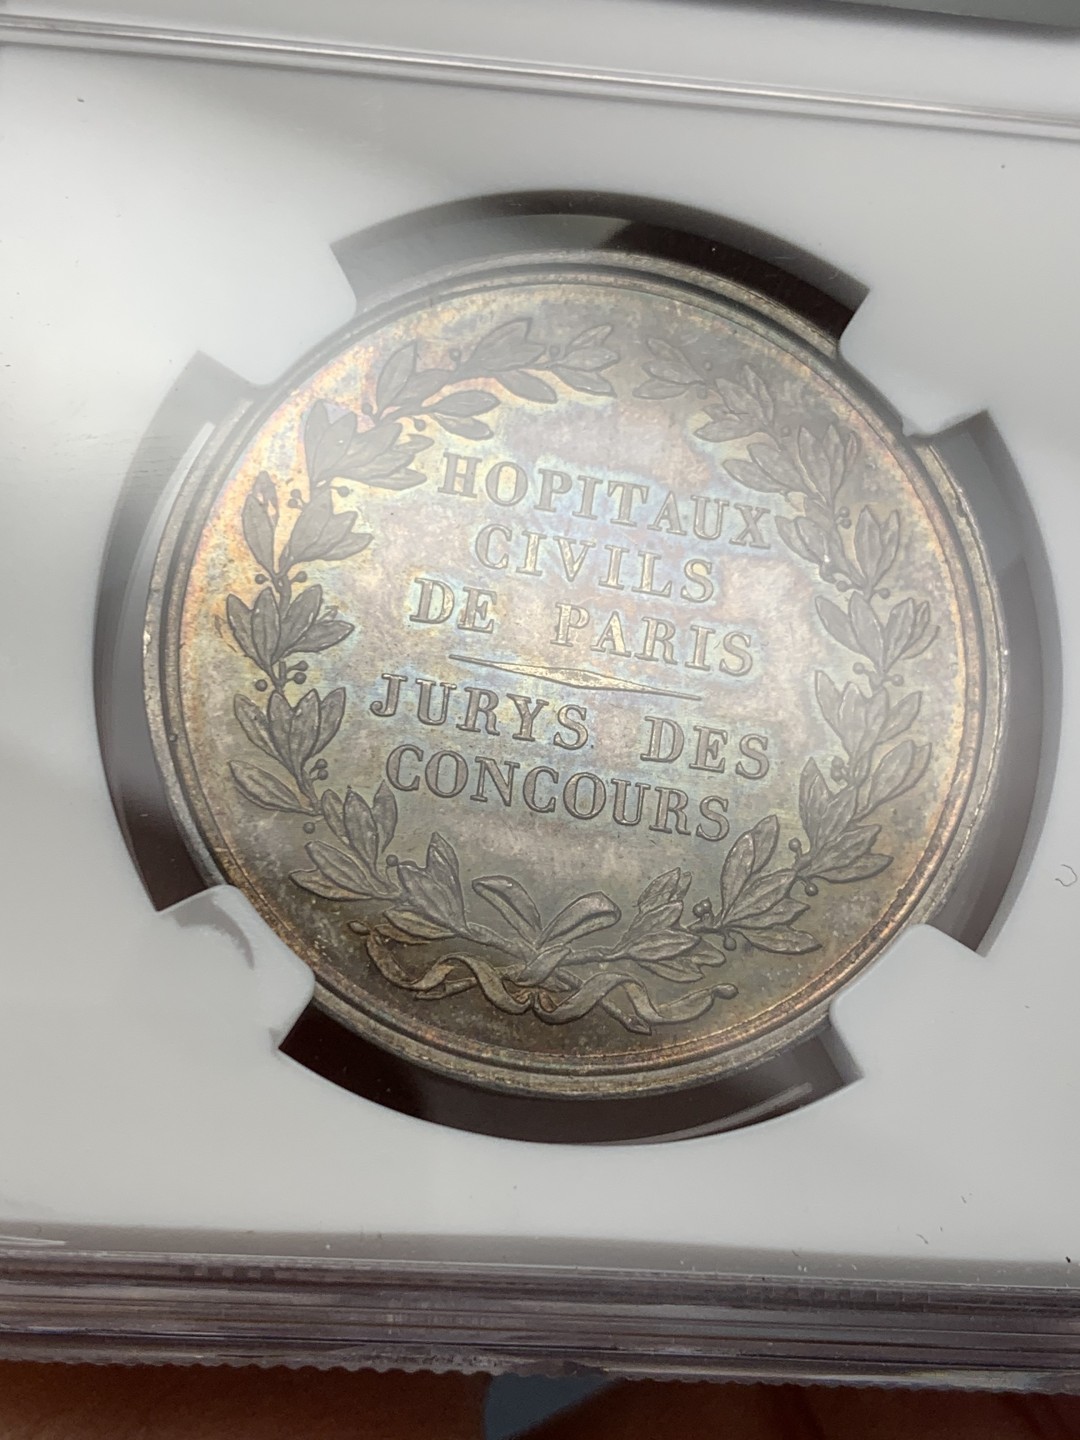 HOPITAUX
CIVILS
DE PARIS
JURYS DES
CONCOURS